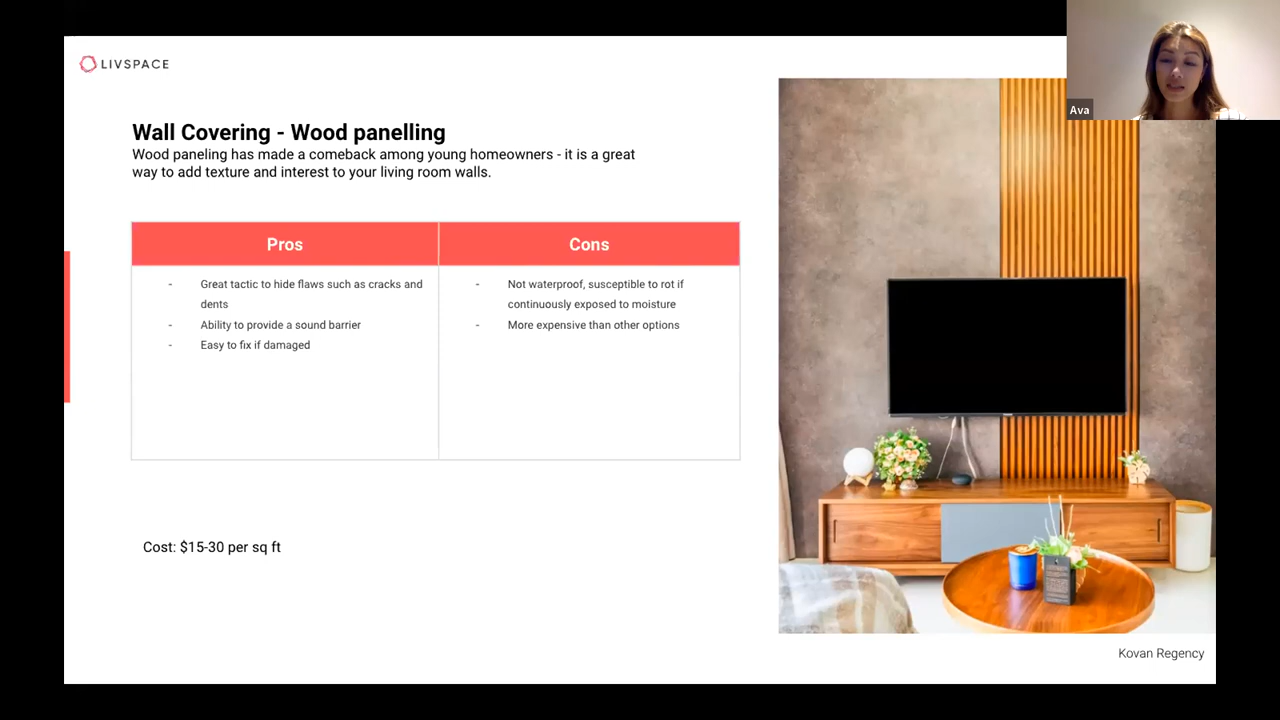 LIVSPACE
Ava
Wall Covering - Wood panelling
Wood paneling has made a comeback among young homeowners - it is a great
way to add texture and interest to your living room walls.
Pros
Cons
- Great tactic to hide flaws such as cracks and
dents
- Ability to provide a sound barrier
- Easy to fix if damaged
- Not waterproof, susceptible to rot if
continuously exposed to moisture
- More expensive than other options
Cost: $15-30 per sq ft
Kovan Regency